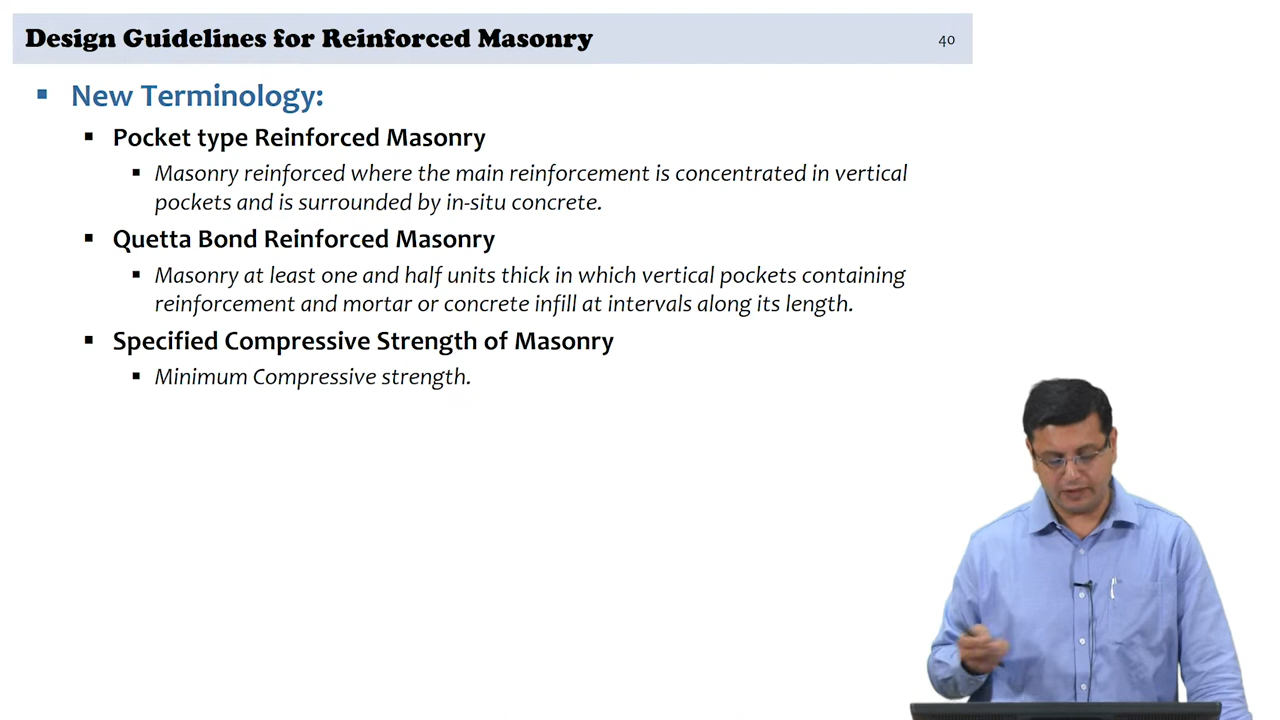 Design Guidelines for Reinforced Masonry
40
New Terminology:
Pocket type Reinforced Masonry
Masonry reinforced where the main reinforcement is concentrated in vertical
pockets and is surrounded by in-situ concrete.
Quetta Bond Reinforced Masonry
Masonry at least one and half units thick in which vertical pockets containing
reinforcement and mortar or concrete infill at intervals along its length.
Specified Compressive Strength of Masonry
Minimum Compressive strength.